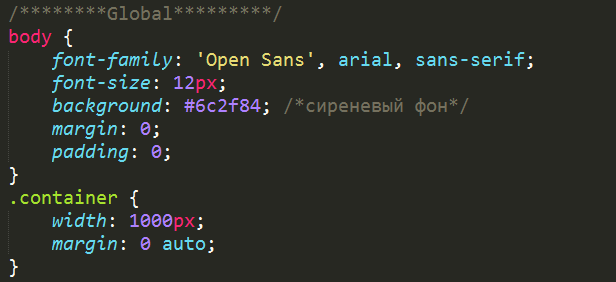 /********Global*********/
body {
font-family: 'Open Sans', arial, sans-serif;
font-size: 12px;
background: #6c2f84; /*сиреневый фон*/
margin: 0;
padding: 0;
}
.container {
width: 1000px;
margin: 0 auto;
}